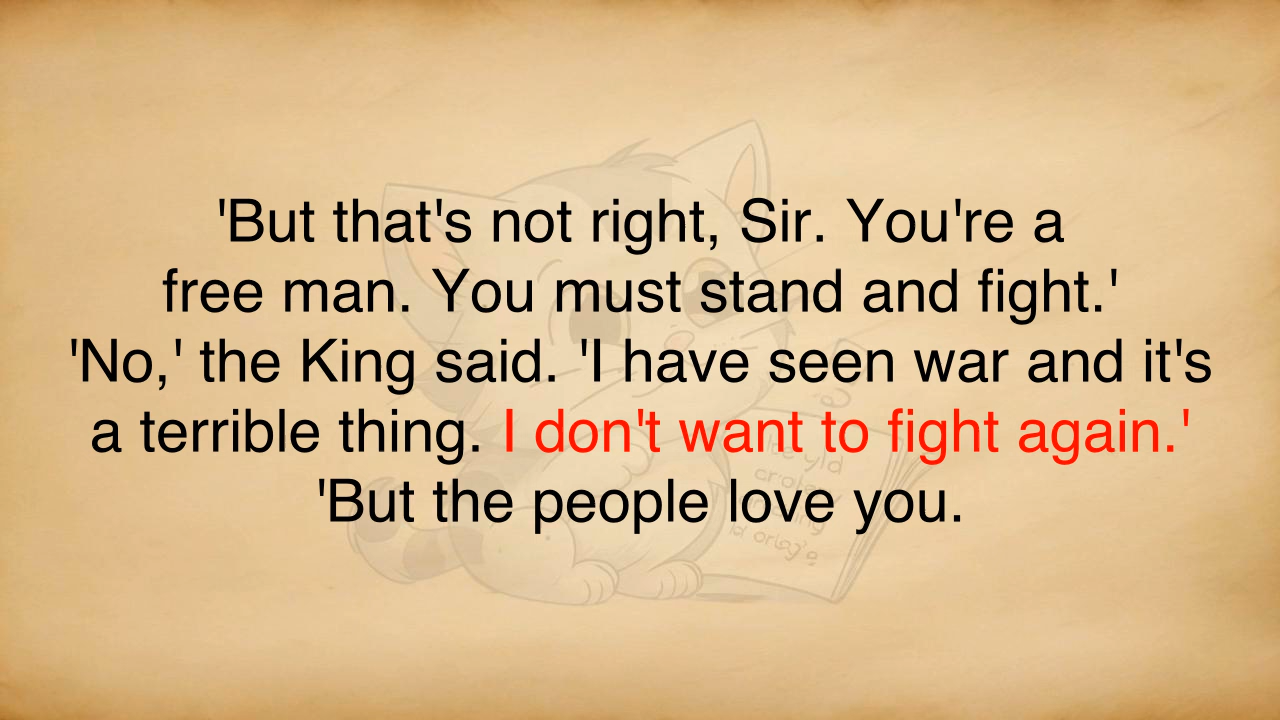 'But that's not right, Sir. You're a
free man. You must stand and fight.'
'No,' the King said. 'I have seen war and it's
a terrible thing. I don't want to fight again.'
'But the people love you.